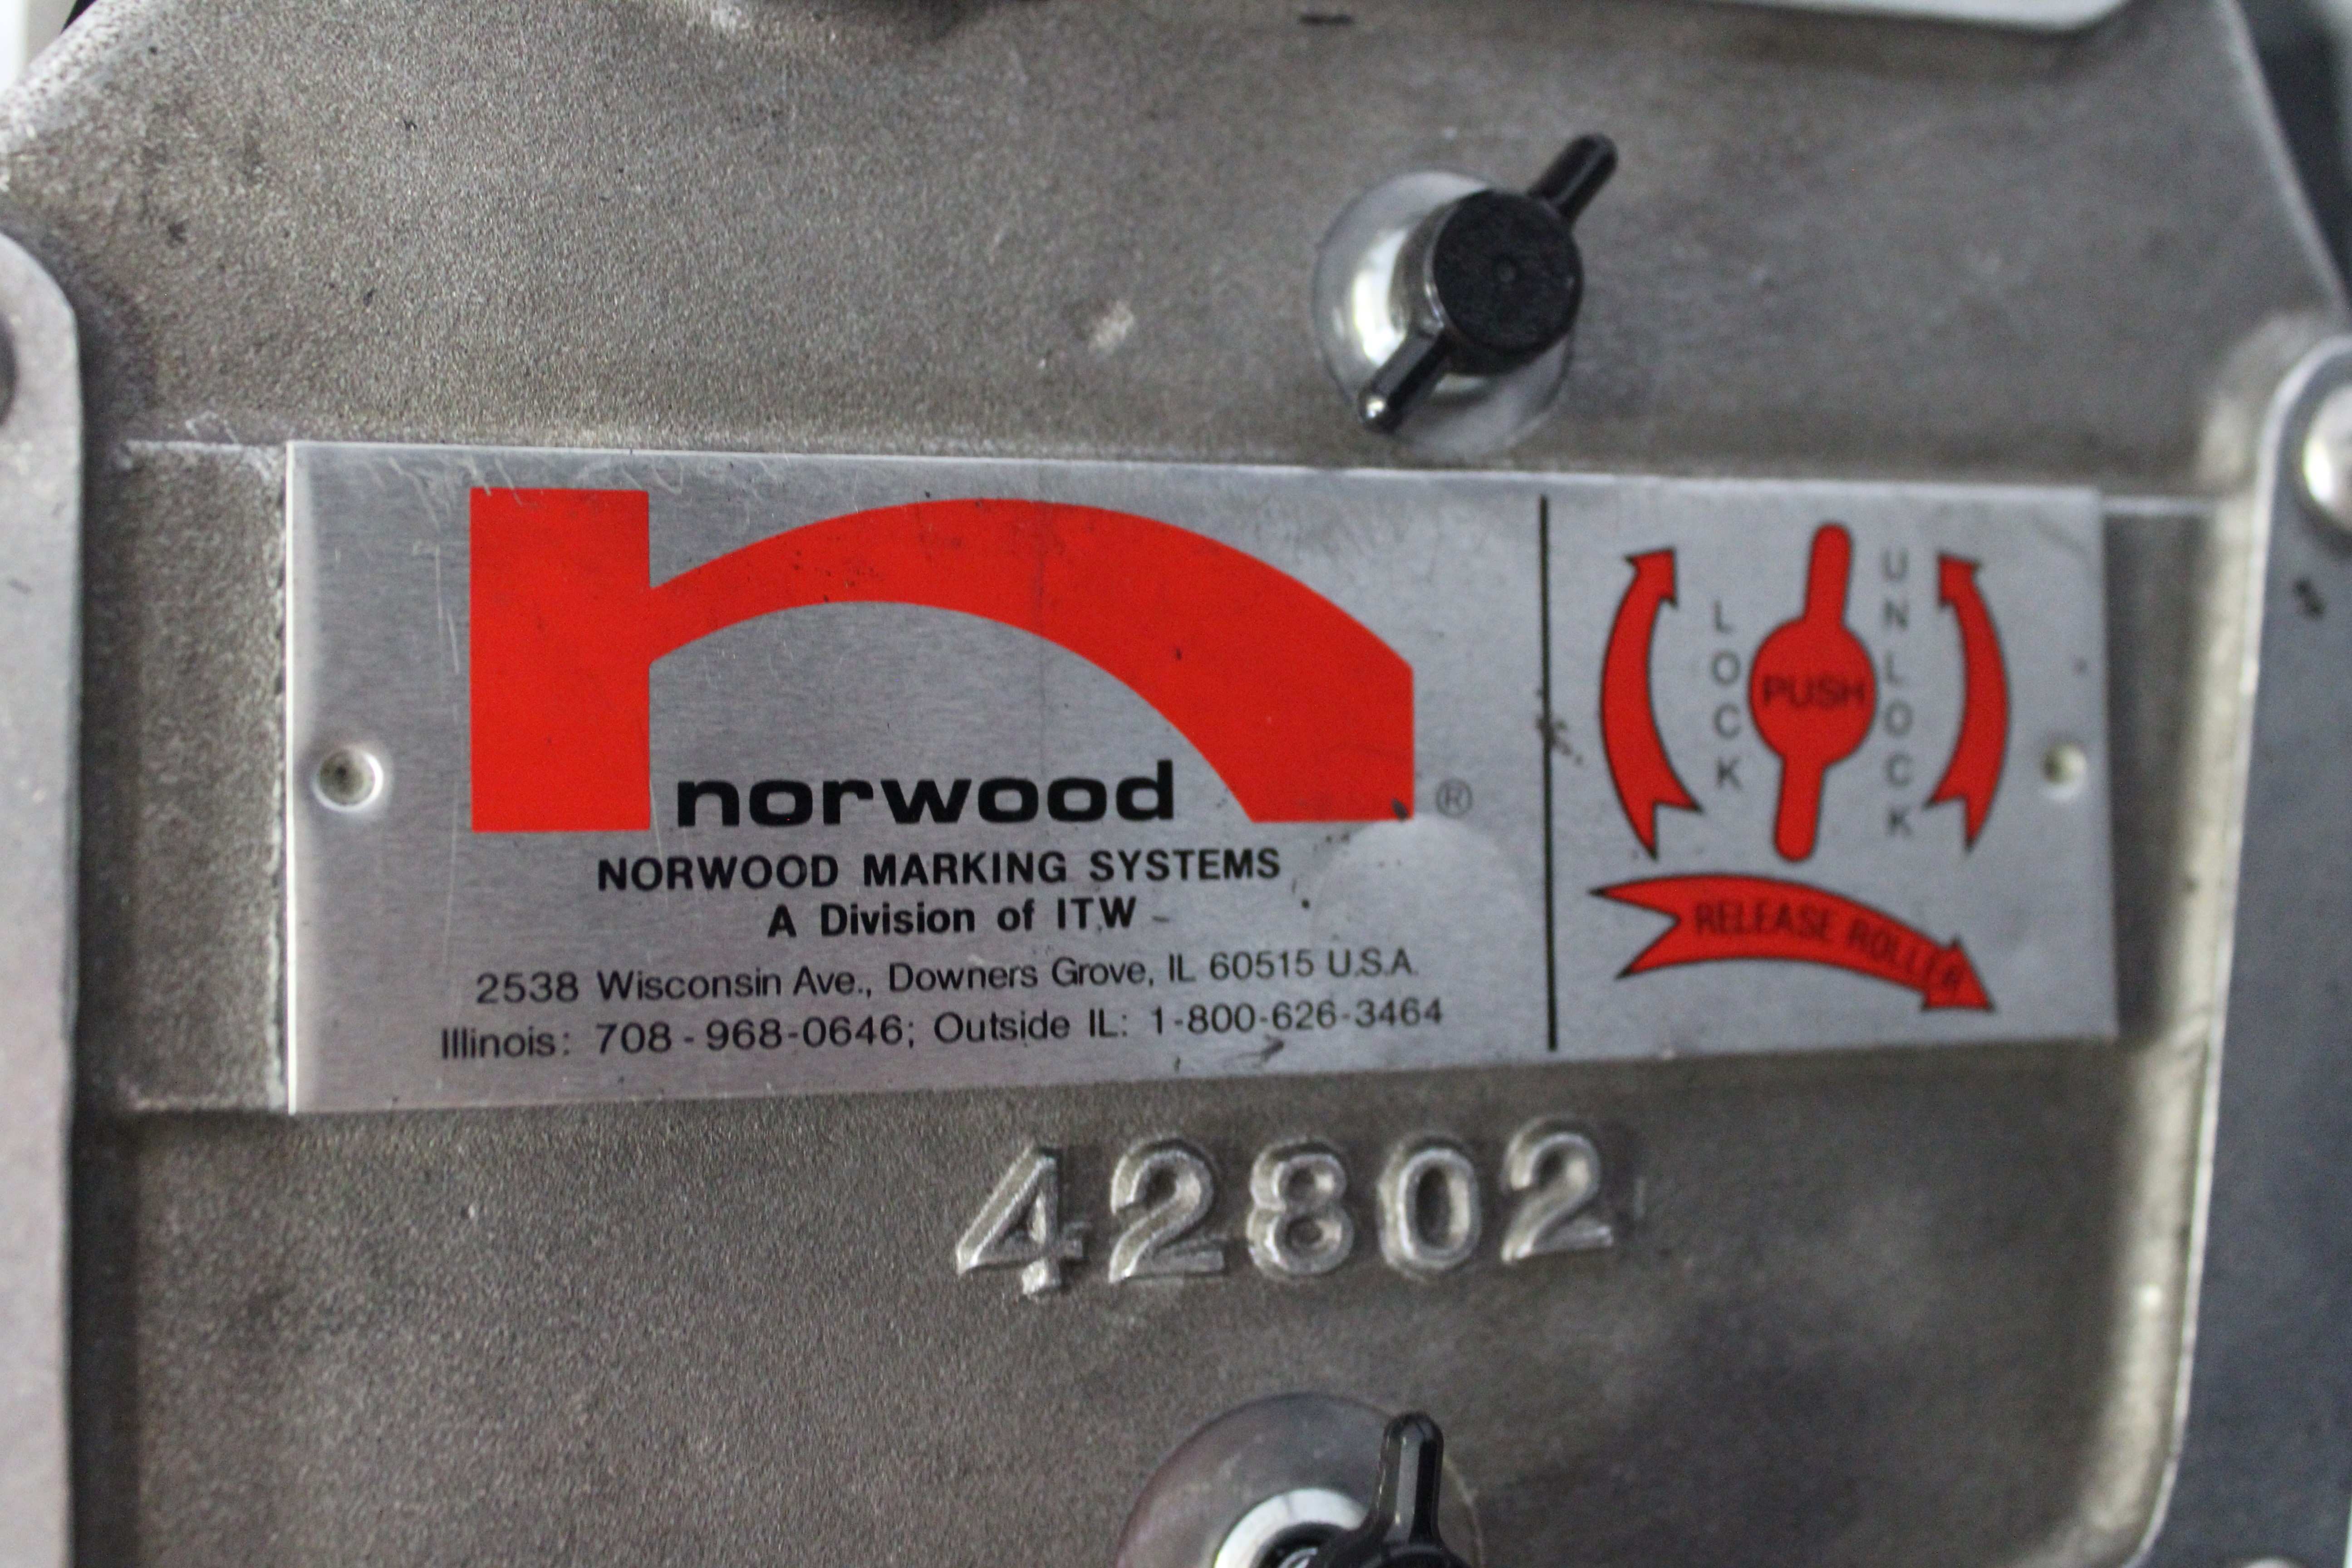 norwood ®
NORWOOD MARKING SYSTEMS
A Division of ITW
2538 Wisconsin Ave., Downers Grove, IL 60515 U.S.A.
Illinois: 708-968-0646; Outside IL: 1-800-626-3464
LOCK
PUSH
UNLOCK
RELEASE ROLLER
42802